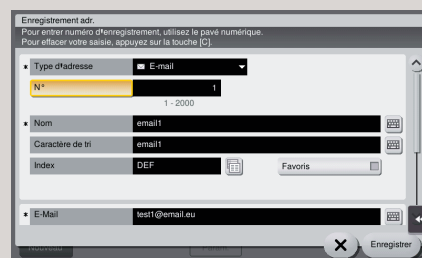 Enregistrement adr.
Pour entrer numéro d'enregistrement, utilisez le pavé numérique.
Pour effacer votre saisie, appuyez sur la touche [C].
* Type d'adresse E-mail
N° 1
1 - 2000
* Nom email1
Caractère de tri email1
Index DEF Favoris
* E-Mail test1@email.eu
Nouveau
Enregistrer